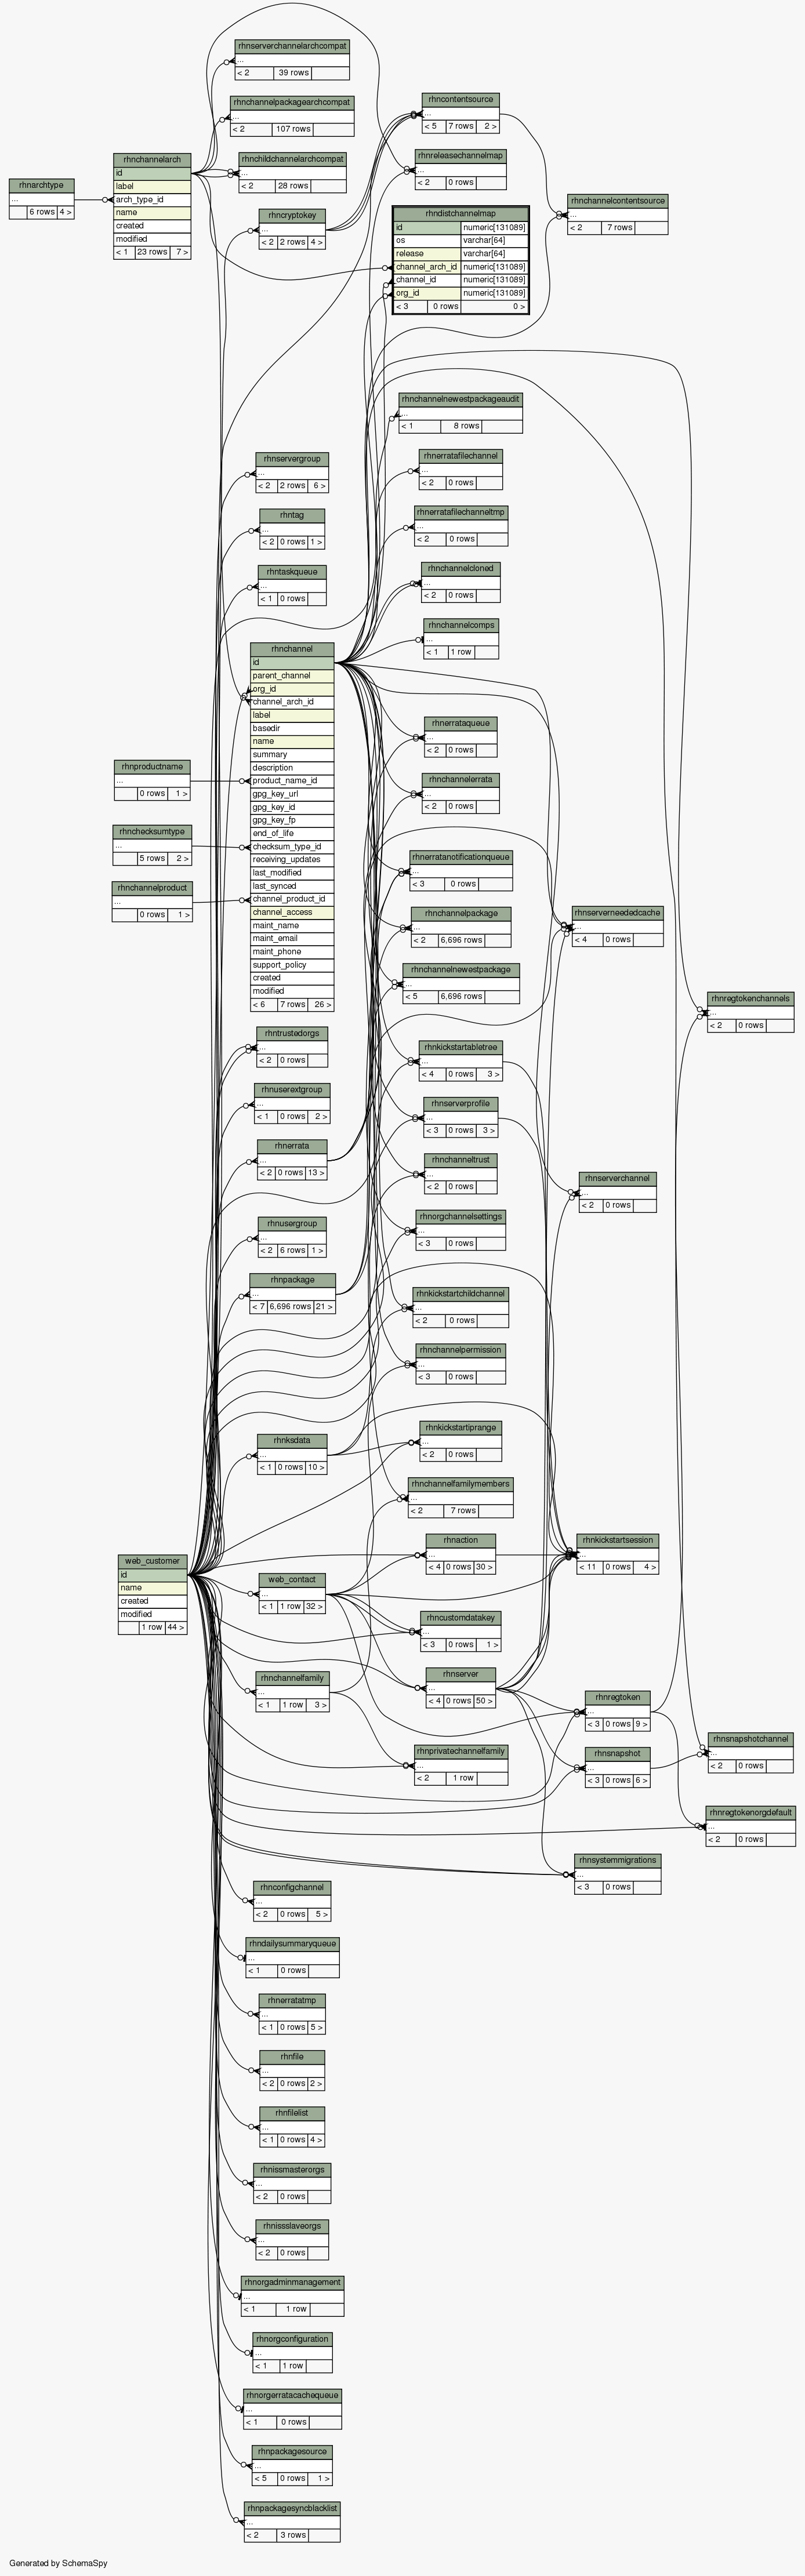 rhnserverchannelarchcompat
...
< 2 39 rows
rhnchannelpackagearchcompat
...
< 2 107 rows
rhnchildchannelarchcompat
...
< 2 28 rows
rhnchannelarch
id
label
arch_type_id
name
created
modified
< 1 23 rows 7 >
rhnarchtype
...
6 rows 4 >
rhncryptokey
...
< 2 2 rows 4 >
rhncontentsource
...
< 5 7 rows 2 >
rhnreleasechannelmap
...
< 2 0 rows
rhnchannelcontentsource
...
< 2 7 rows
rhndistchannelmap
id numeric[131089]
os varchar[64]
release varchar[64]
channel_arch_id numeric[131089]
channel_id numeric[131089]
org_id numeric[131089]
< 3 0 rows 0 >
rhnchannelnewestpackageaudit
...
< 1 8 rows
rhnerratafilechannel
...
< 2 0 rows
rhnerratafilechanneltmp
...
< 2 0 rows
rhnchannelcloned
...
< 2 0 rows
rhnchannelcomps
...
< 1 1 row
rhnservergroup
...
< 2 2 rows 6 >
rhntag
...
< 2 0 rows 1 >
rhntaskqueue
...
< 1 0 rows
rhnchannel
id
parent_channel
org_id
channel_arch_id
label
basedir
name
summary
description
product_name_id
gpg_key_url
gpg_key_id
gpg_key_fp
end_of_life
checksum_type_id
receiving_updates
last_modified
last_synced
channel_product_id
channel_access
maint_name
maint_email
maint_phone
support_policy
created
modified
< 6 7 rows 26 >
rhnproductname
...
0 rows 1 >
rhnchecksumtype
...
5 rows 2 >
rhnchannelproduct
...
0 rows 1 >
rhnerrataqueue
...
< 2 0 rows
rhnchannelerrata
...
< 2 0 rows
rhnerratanotificationqueue
...
< 3 0 rows
rhnchannelpackage
...
< 2 6,696 rows
rhnchannelnewestpackage
...
< 5 6,696 rows
rhnserverneededcache
...
< 4 0 rows
rhnregtokenchannels
...
< 2 0 rows
rhntrustedorgs
...
< 2 0 rows
rhnuserextgroup
...
< 1 0 rows 2 >
rhnerrata
...
< 2 0 rows 13 >
rhnusergroup
...
< 2 6 rows 1 >
rhnpackage
...
< 7 6,696 rows 21 >
rhnkickstartabletree
...
< 4 0 rows 3 >
rhnserverprofile
...
< 3 0 rows 3 >
rhnchanneltrust
...
< 2 0 rows
rhnorgchannelsettings
...
< 3 0 rows
rhnkickstartchildchannel
...
< 2 0 rows
rhnchannelpermission
...
< 3 0 rows
rhnserverchannel
...
< 2 0 rows
rhnksdata
...
< 1 0 rows 10 >
rhnkickstartiprange
...
< 2 0 rows
rhnchannelfamilymembers
...
< 2 7 rows
rhnaction
...
< 4 0 rows 30 >
rhnkickstartsession
...
< 11 0 rows 4 >
web_customer
id
name
created
modified
1 row 44 >
web_contact
...
< 1 1 row 32 >
rhncustomdatakey
...
< 3 0 rows 1 >
rhnchannelfamily
...
< 1 1 row 3 >
rhnserver
...
< 4 0 rows 50 >
rhnregtoken
...
< 3 0 rows 9 >
rhnprivatechannelfamily
...
< 2 1 row
rhnsnapshot
...
< 3 0 rows 6 >
rhnsnapshotchannel
...
< 2 0 rows
rhnregtokenorgdefault
...
< 2 0 rows
rhnsystemmigrations
...
< 3 0 rows
rhnconfigchannel
...
< 2 0 rows 5 >
rhndailysummaryqueue
...
< 1 0 rows
rhnerratatmp
...
< 1 0 rows 5 >
rhnfile
...
< 2 0 rows 2 >
rhnfilelist
...
< 1 0 rows 4 >
rhnissmasterorgs
...
< 2 0 rows
rhnissslaveorgs
...
< 2 0 rows
rhnorgadminmanagement
...
< 1 1 row
rhnorgconfiguration
...
< 1 1 row
rhnorgerratacachequeue
...
< 1 0 rows
rhnpackagesource
...
< 5 0 rows 1 >
rhnpackagesyncblacklist
...
< 2 3 rows
Generated by SchemaSpy